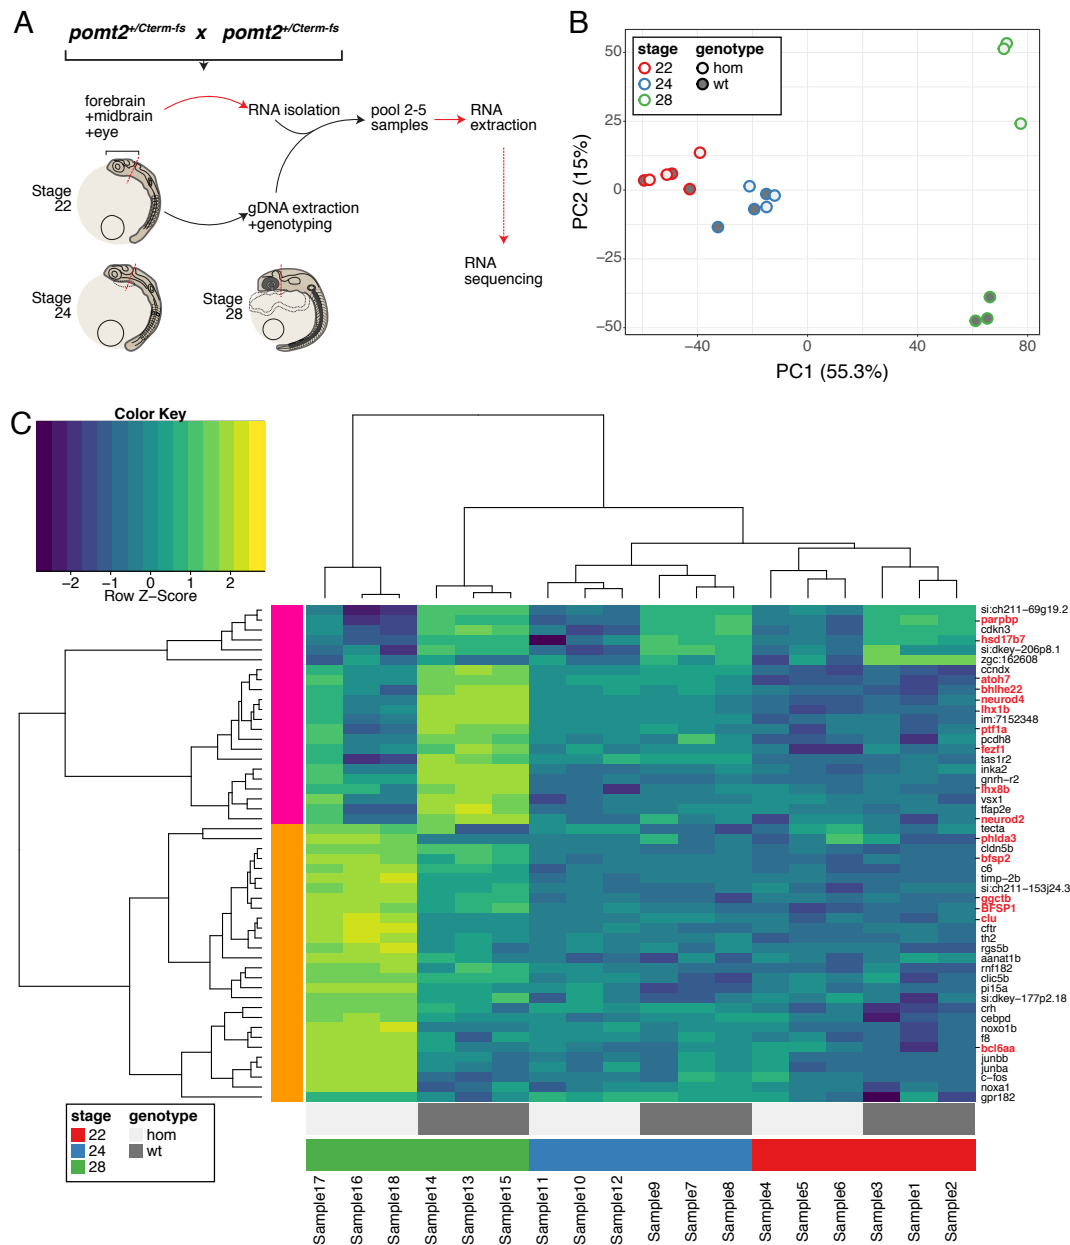 A
pomt2+/Cterm-fs x pomt2+/Cterm-fs
forebrain
+midbrain
+eye
RNA isolation
pool 2-5
samples
RNA
extraction
Stage
22
gDNA extraction
+genotyping
RNA
sequencing
Stage
24
Stage
28
B
stage genotype
22 hom
24 wt
28
50
25
0
−25
−50
PC2 (15%)
−40 0 40 80
PC1 (55.3%)
C
Color Key
−2 −1 0 1 2
Row Z-Score
si:ch211-69g19.2
parpbp
cdkn3
hsd17b7
si:dkey-206p8.1
zgc:162608
ccndx
atoh7
bhlhe22
neurod4
lhx1b
im:7152348
ptf1a
pcdh8
fezf1
tas1r2
inka2
gnrh-r2
lhx8b
vsx1
tfap2e
neurod2
tecta
phlda3
cldn5b
bfsp2
c6
timp-2b
si:ch211-153j24.3
ggctb
BFSP1
clu
cftr
th2
rgs5b
aanat1b
rnf182
clic5b
pi15a
si:dkey-177p2.18
crh
cebpd
noxo1b
f8
bcl6aa
junbb
junba
c-fos
noxa1
gpr182
stage genotype
22 hom
24 wt
28
Sample17
Sample16
Sample18
Sample14
Sample13
Sample15
Sample11
Sample10
Sample12
Sample9
Sample7
Sample8
Sample4
Sample5
Sample6
Sample3
Sample1
Sample2